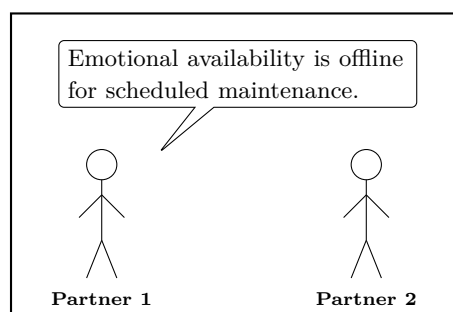 Emotional availability is offline
for scheduled maintenance.
Partner 1
Partner 2